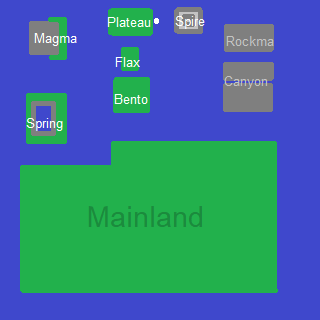 Plateau
Spire
Magma
Rockma
Flax
Canyon
Bento
Spring
Mainland